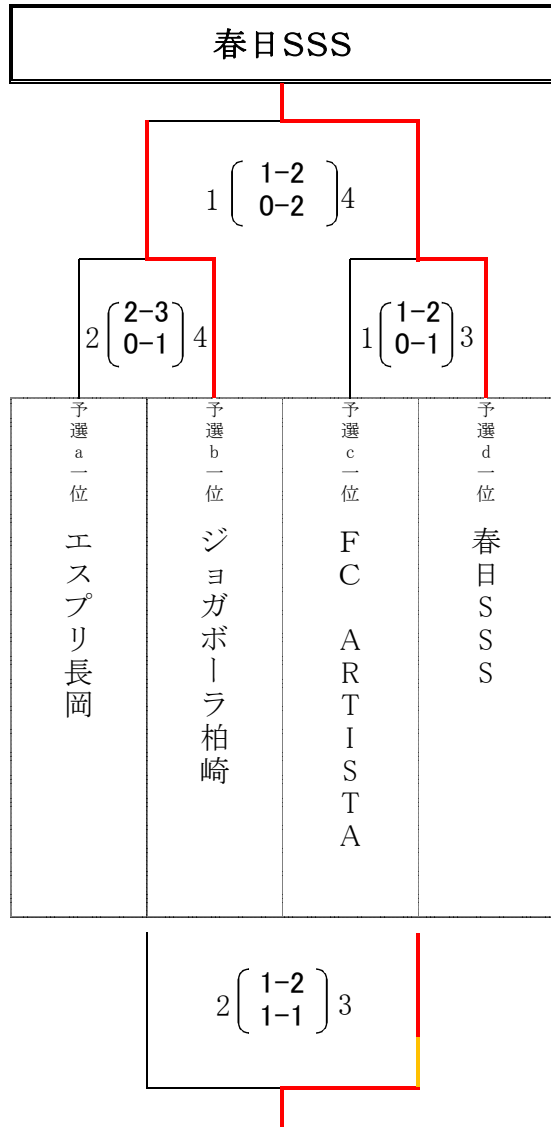 春日SSS
1 1-2 4
0-2
2 2-3 4
0-1
1 1-2 3
0-1
予選a一位
エスプリ長岡
予選b一位
ジョガボーラ柏崎
予選c一位
FC ARTISTA
予選d一位
春日SSS
2 1-2 3
1-1